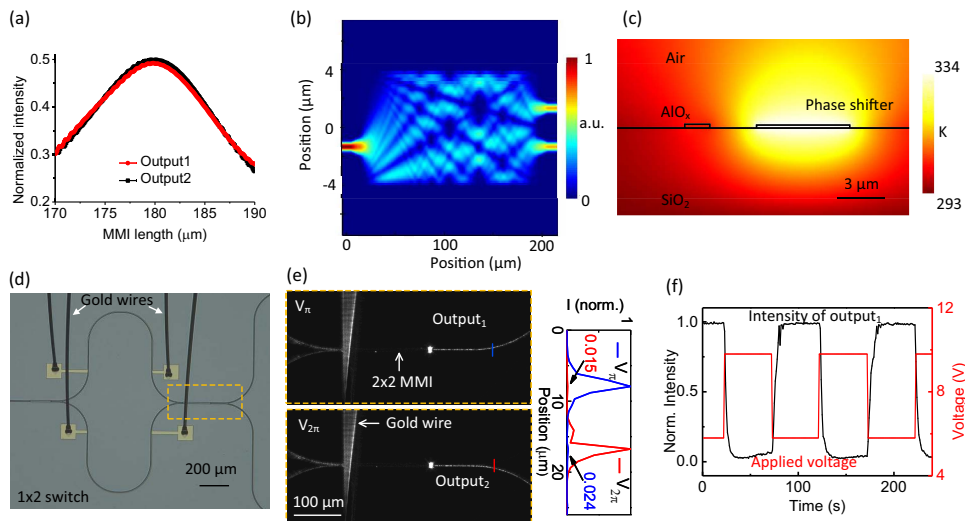 (a)
Normalized intensity
0.5
0.4
0.3
0.2
Output1
Output2
170
175
180
185
190
MMI length (μm)
(b)
Position (μm)
4
0
-4
0
100
200
Position (μm)
1
a.u.
0
(c)
Air
AlOₓ
Phase shifter
SiO₂
3 μm
334
K
293
(d)
Gold wires
200 μm
1x2 switch
(e)
Vπ
Output₁
2x2 MMI
V2π
Gold wire
Output₂
100 μm
I (norm.)
1
0
10
20
Position (μm)
0.015
Vπ
0.024
V2π
(f)
Norm. Intensity
1.0
0.5
0.0
Intensity of output₁
Applied voltage
0
100
200
Time (s)
12
8
4
Voltage (V)